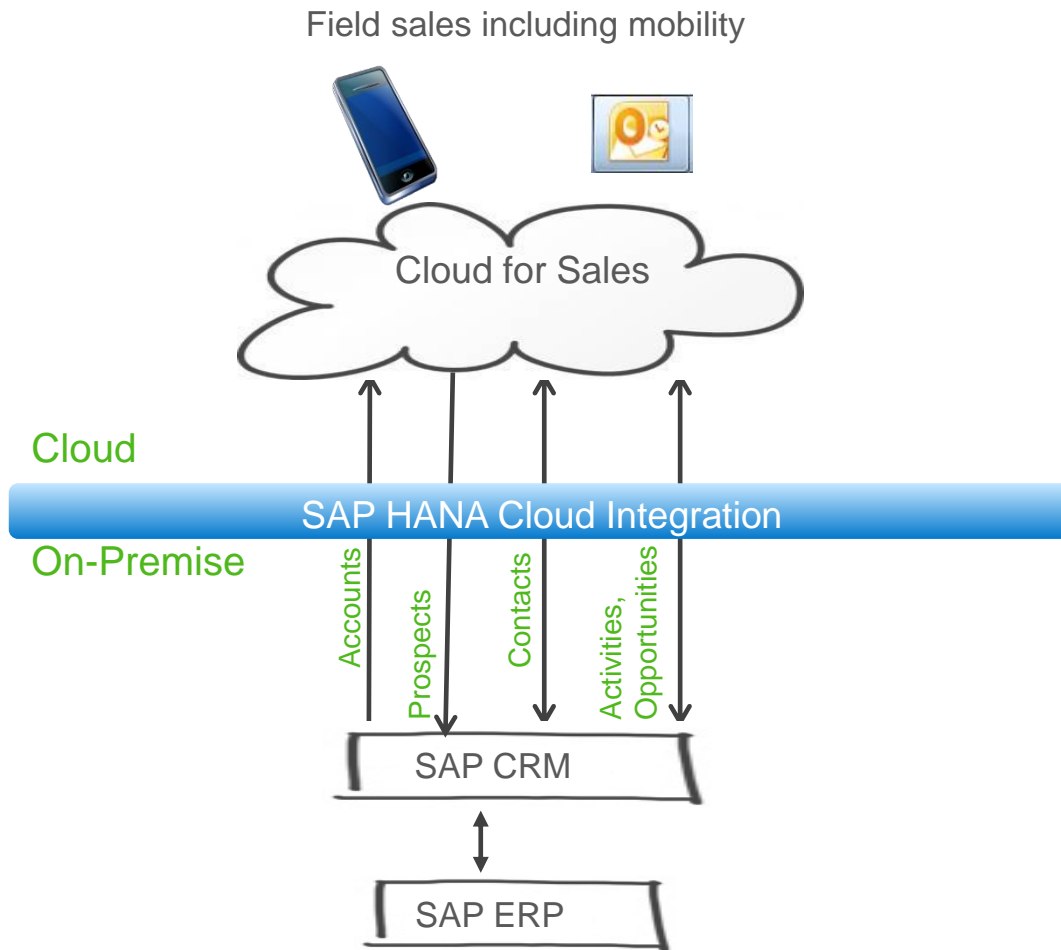 Field sales including mobility
Cloud for Sales
Cloud
SAP HANA Cloud Integration
On-Premise
Accounts
Prospects
Contacts
Activities,
Opportunities
SAP CRM
SAP ERP